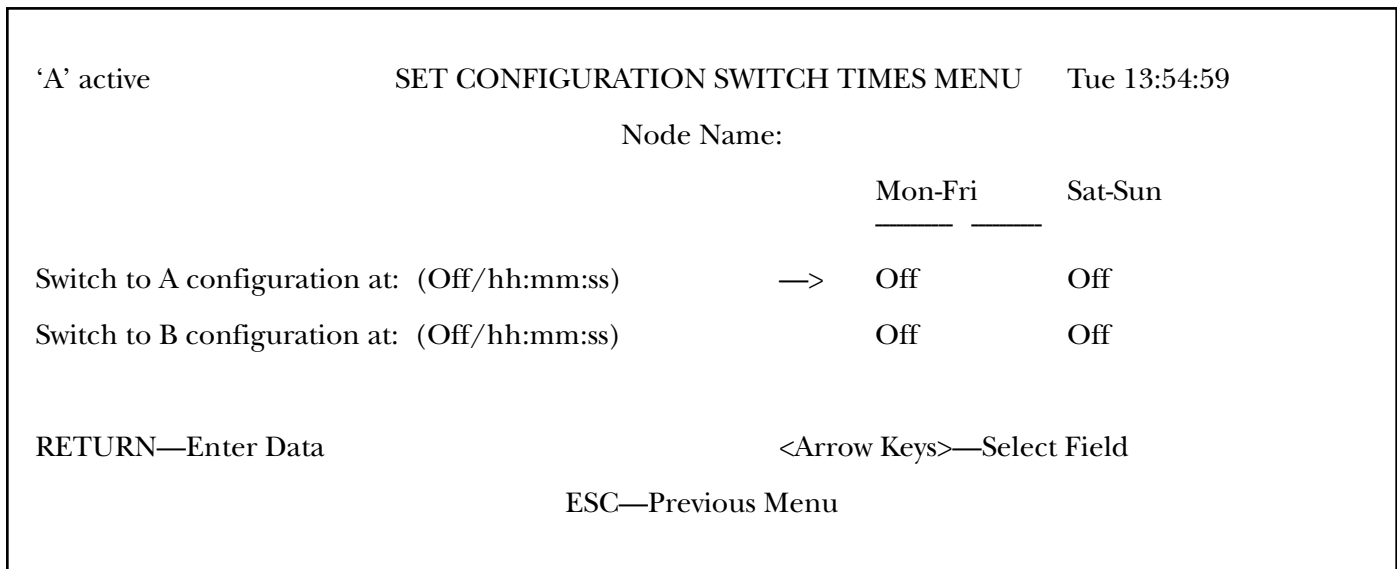 ‘A’ active SET CONFIGURATION SWITCH TIMES MENU Tue 13:54:59
Node Name:
Mon-Fri Sat-Sun
Switch to A configuration at: (Off/hh:mm:ss) —> Off Off
Switch to B configuration at: (Off/hh:mm:ss) Off Off
RETURN—Enter Data <Arrow Keys>—Select Field
ESC—Previous Menu